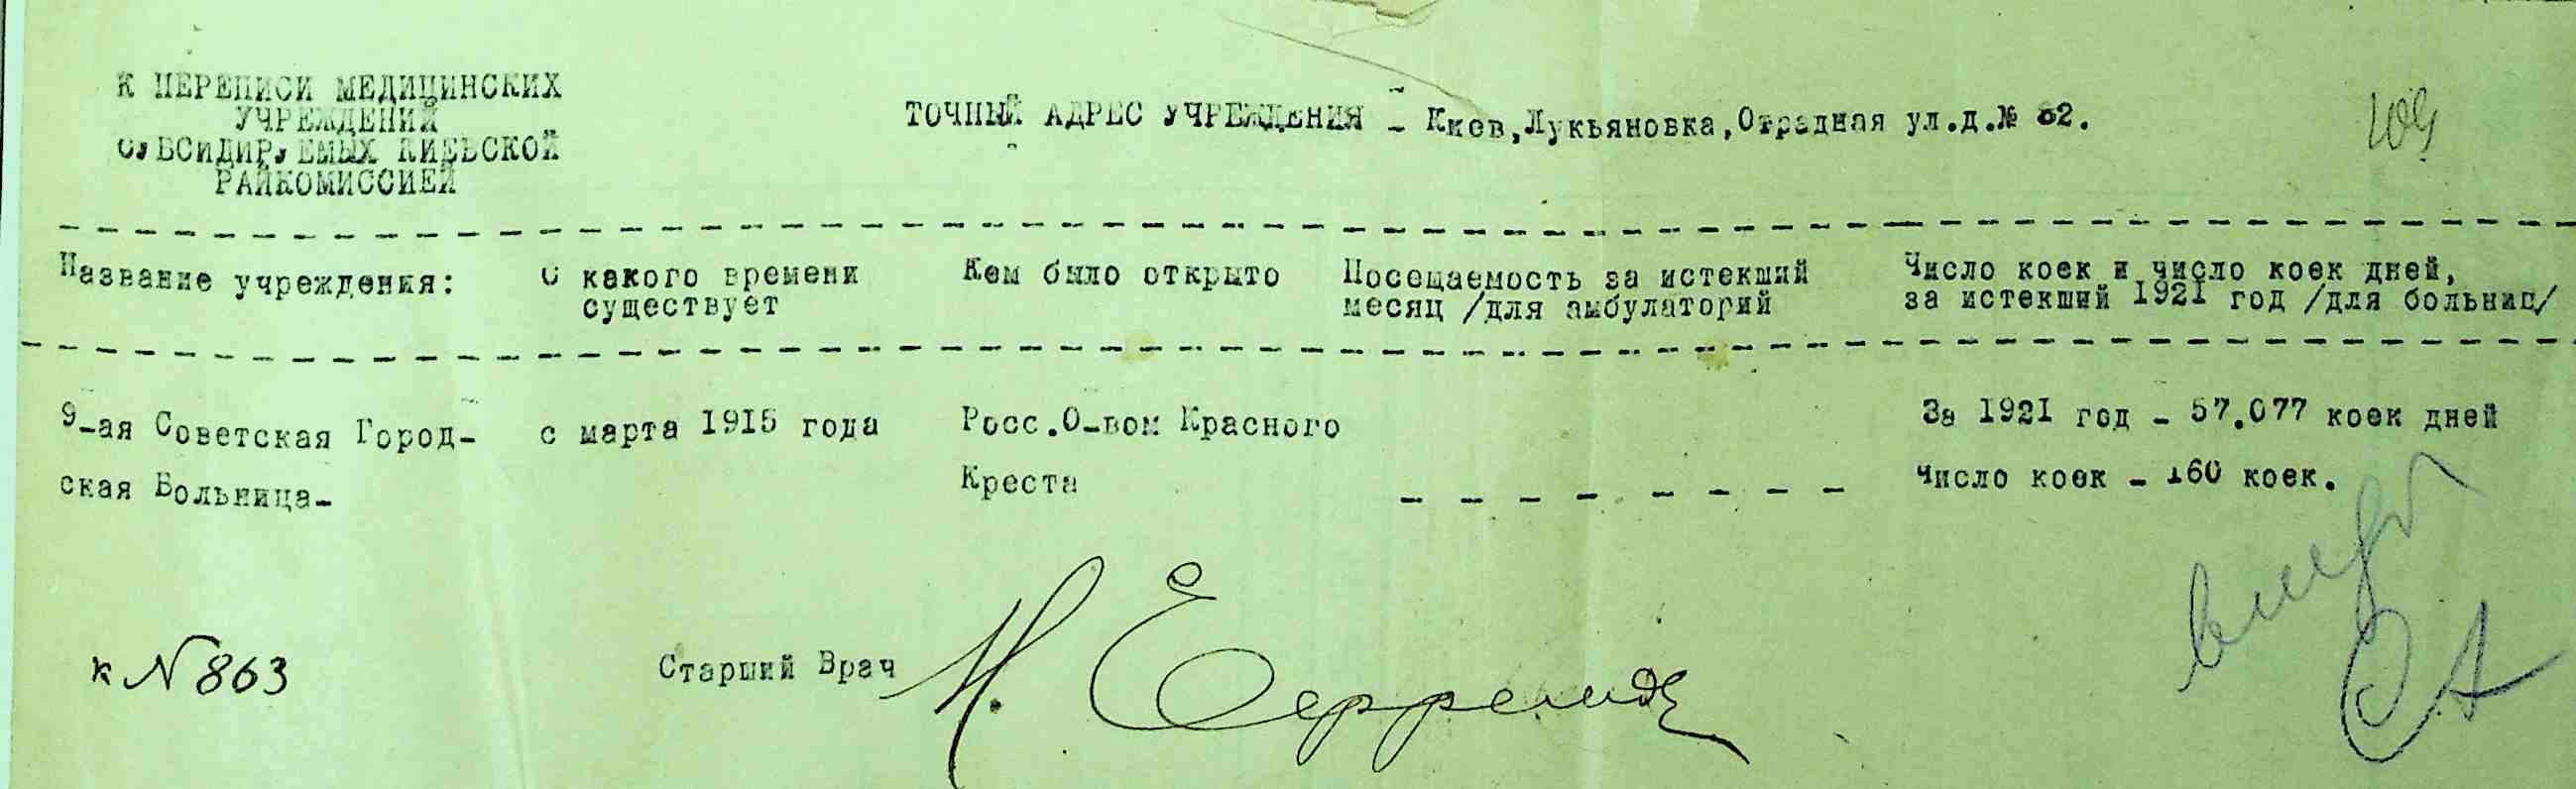 К ПЕРЕПИСИ МЕДИЦИНСКИХ
УЧРЕЖДЕНИЙ
СУБСИДИРУЕМЫХ КИЕВСКОЙ
РАЙКОМИССИЕЙ
ТОЧНЫЙ АДРЕС УЧРЕЖДЕНИЯ - Киев,Лукьяновка,Отрадная ул.д.№ 2.
109
Название учреждения: С какого времени существует
Кем было открыто
Посещаемость за истекший
месяц /для амбулаторий
Число коек и число коек дней,
за истекший 1921 год /для больниц/
9-ая Советская Город-
ская Больница-
с марта 1915 года
Росс.О-вом Красного
Креста
- - - - - - - - -
За 1921 год - 57.077 коек дней
Число коек - 160 коек.
к N 863
Старший Врач